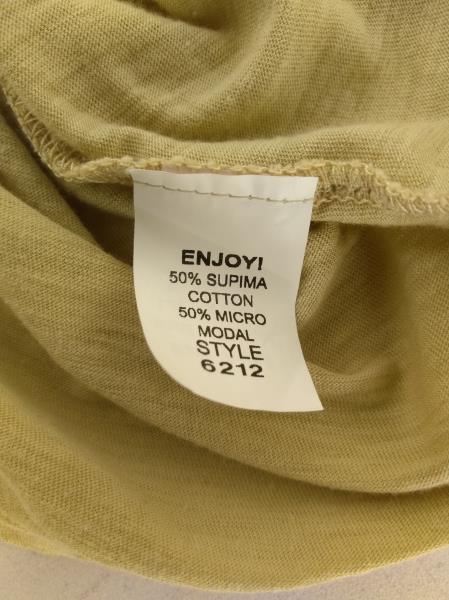 ENJOY!
50% SUPIMA
COTTON
50% MICRO
MODAL
STYLE
6212